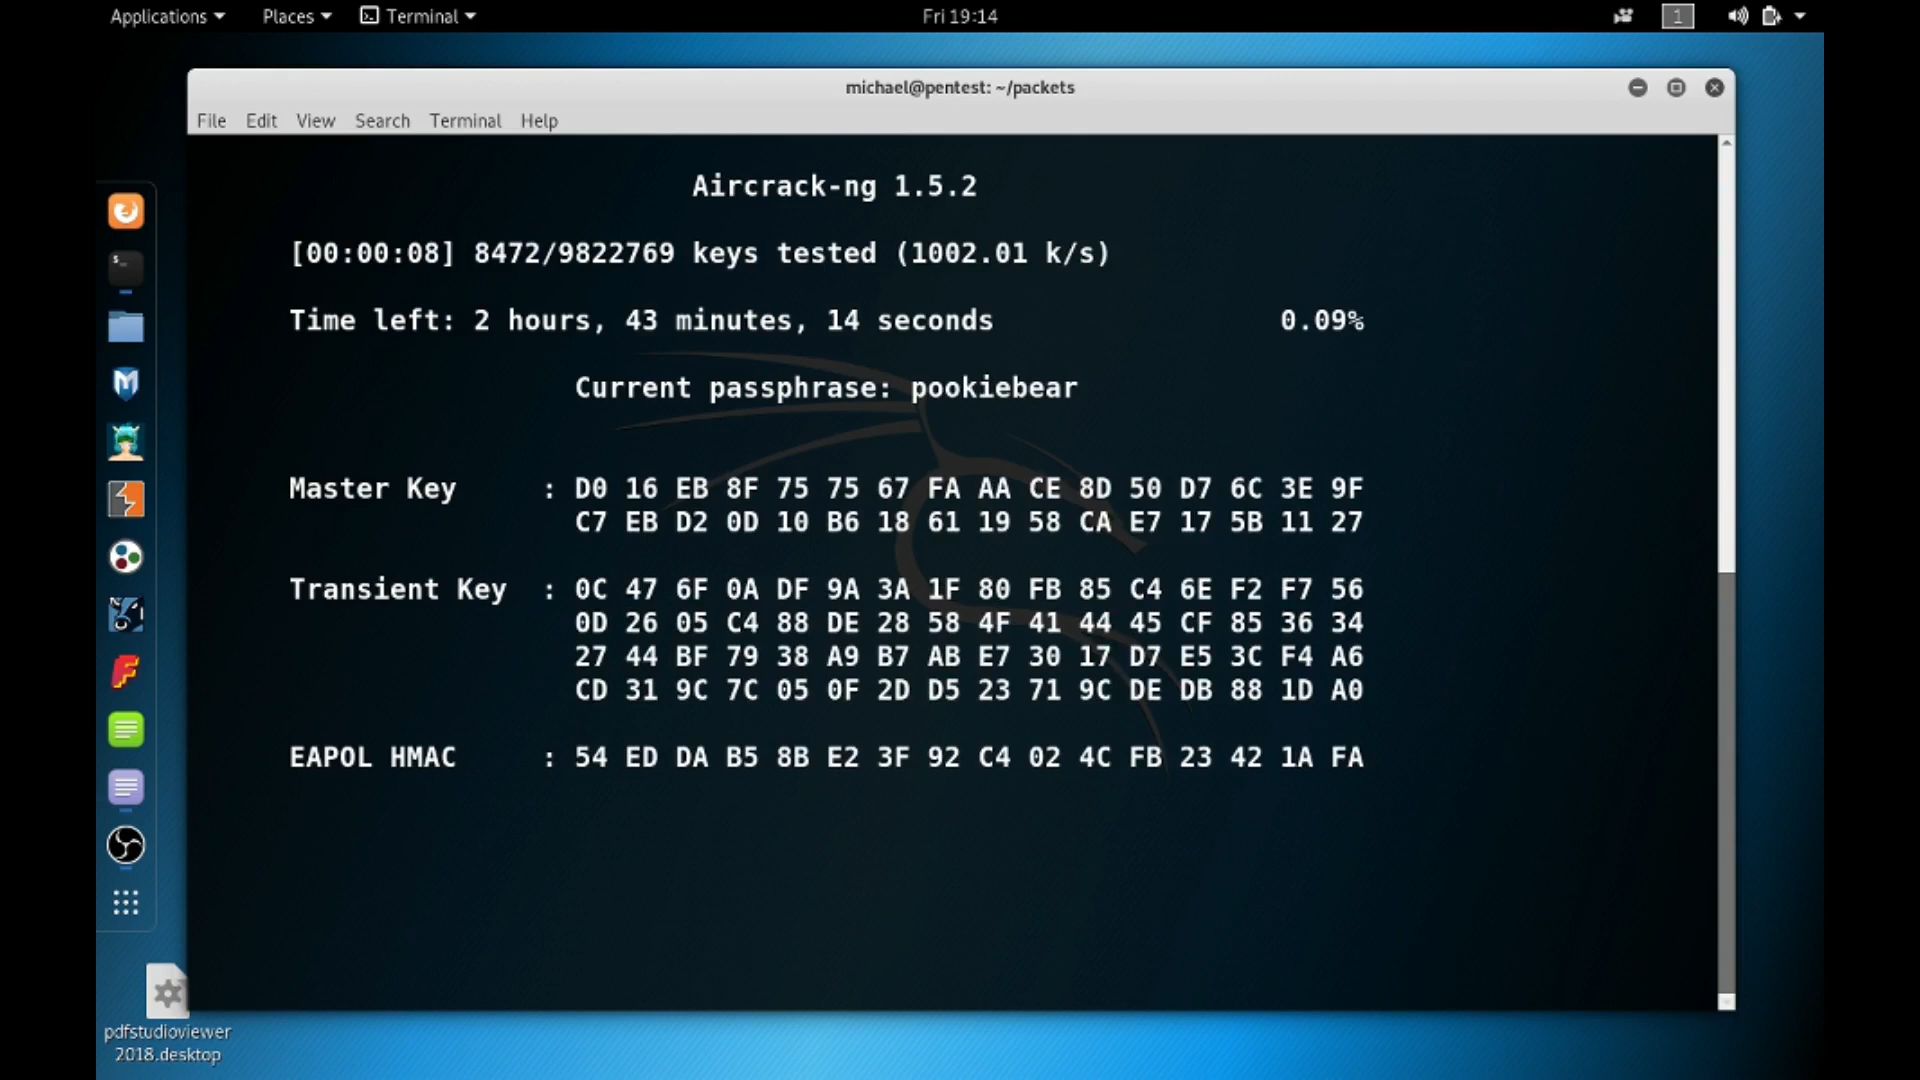 Applications Places Terminal Fri 19:14 1
michael@pentest: ~/packets
File Edit View Search Terminal Help
Aircrack-ng 1.5.2
[00:00:08] 8472/9822769 keys tested (1002.01 k/s)
Time left: 2 hours, 43 minutes, 14 seconds 0.09%
Current passphrase: pookiebear
Master Key : D0 16 EB 8F 75 75 67 FA AA CE 8D 50 D7 6C 3E 9F
C7 EB D2 0D 10 B6 18 61 19 58 CA E7 17 5B 11 27
Transient Key : 0C 47 6F 0A DF 9A 3A 1F 80 FB 85 C4 6E F2 F7 56
0D 26 05 C4 88 DE 28 58 4F 41 44 45 CF 85 36 34
27 44 BF 79 38 A9 B7 AB E7 30 17 D7 E5 3C F4 A6
CD 31 9C 7C 05 0F 2D D5 23 71 9C DE DB 88 1D A0
EAPOL HMAC : 54 ED DA B5 8B E2 3F 92 C4 02 4C FB 23 42 1A FA
pdfstudioviewer
2018.desktop